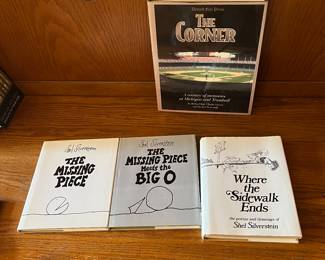 Detroit Free Press
THE
CORNER
A century of memories
at Michigan and Trumbull
Shel Silverstein
THE
MISSING
PIECE
Shel Silverstein
THE
MISSING PIECE
Meets the
BIG O
Where
the
Sidewalk
Ends
the poems and drawings of
Shel Silverstein